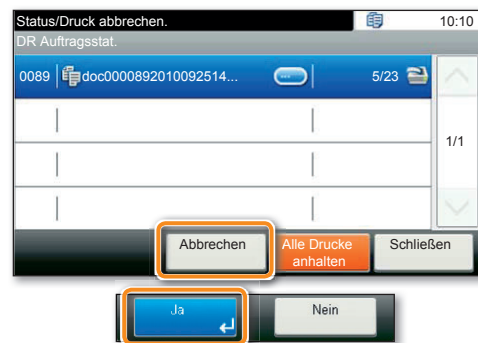 Status/Druck abbrechen. 10:10
DR Auftragsstat.
0089 doc0000892010092514... 5/23
1/1
Abbrechen Alle Drucke anhalten Schließen
Ja Nein